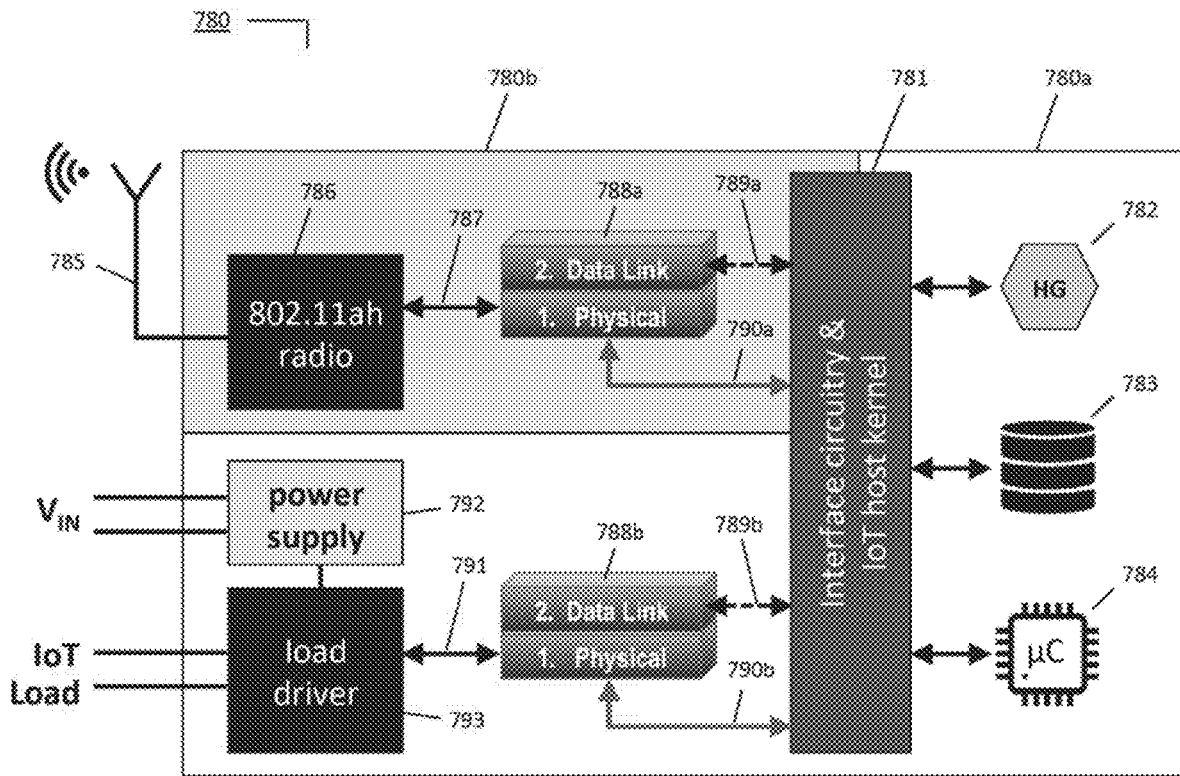 780
780b
781
780a
786
787
788a
789a
782
785
2. Data Link
HG
802.11ah
radio
1. Physical
790a
Interface circuitry &
IoT host kernel
783
V_IN
power
supply
792
788b
789b
791
784
2. Data Link
IoT
Load
load
driver
1. Physical
µC
793
790b